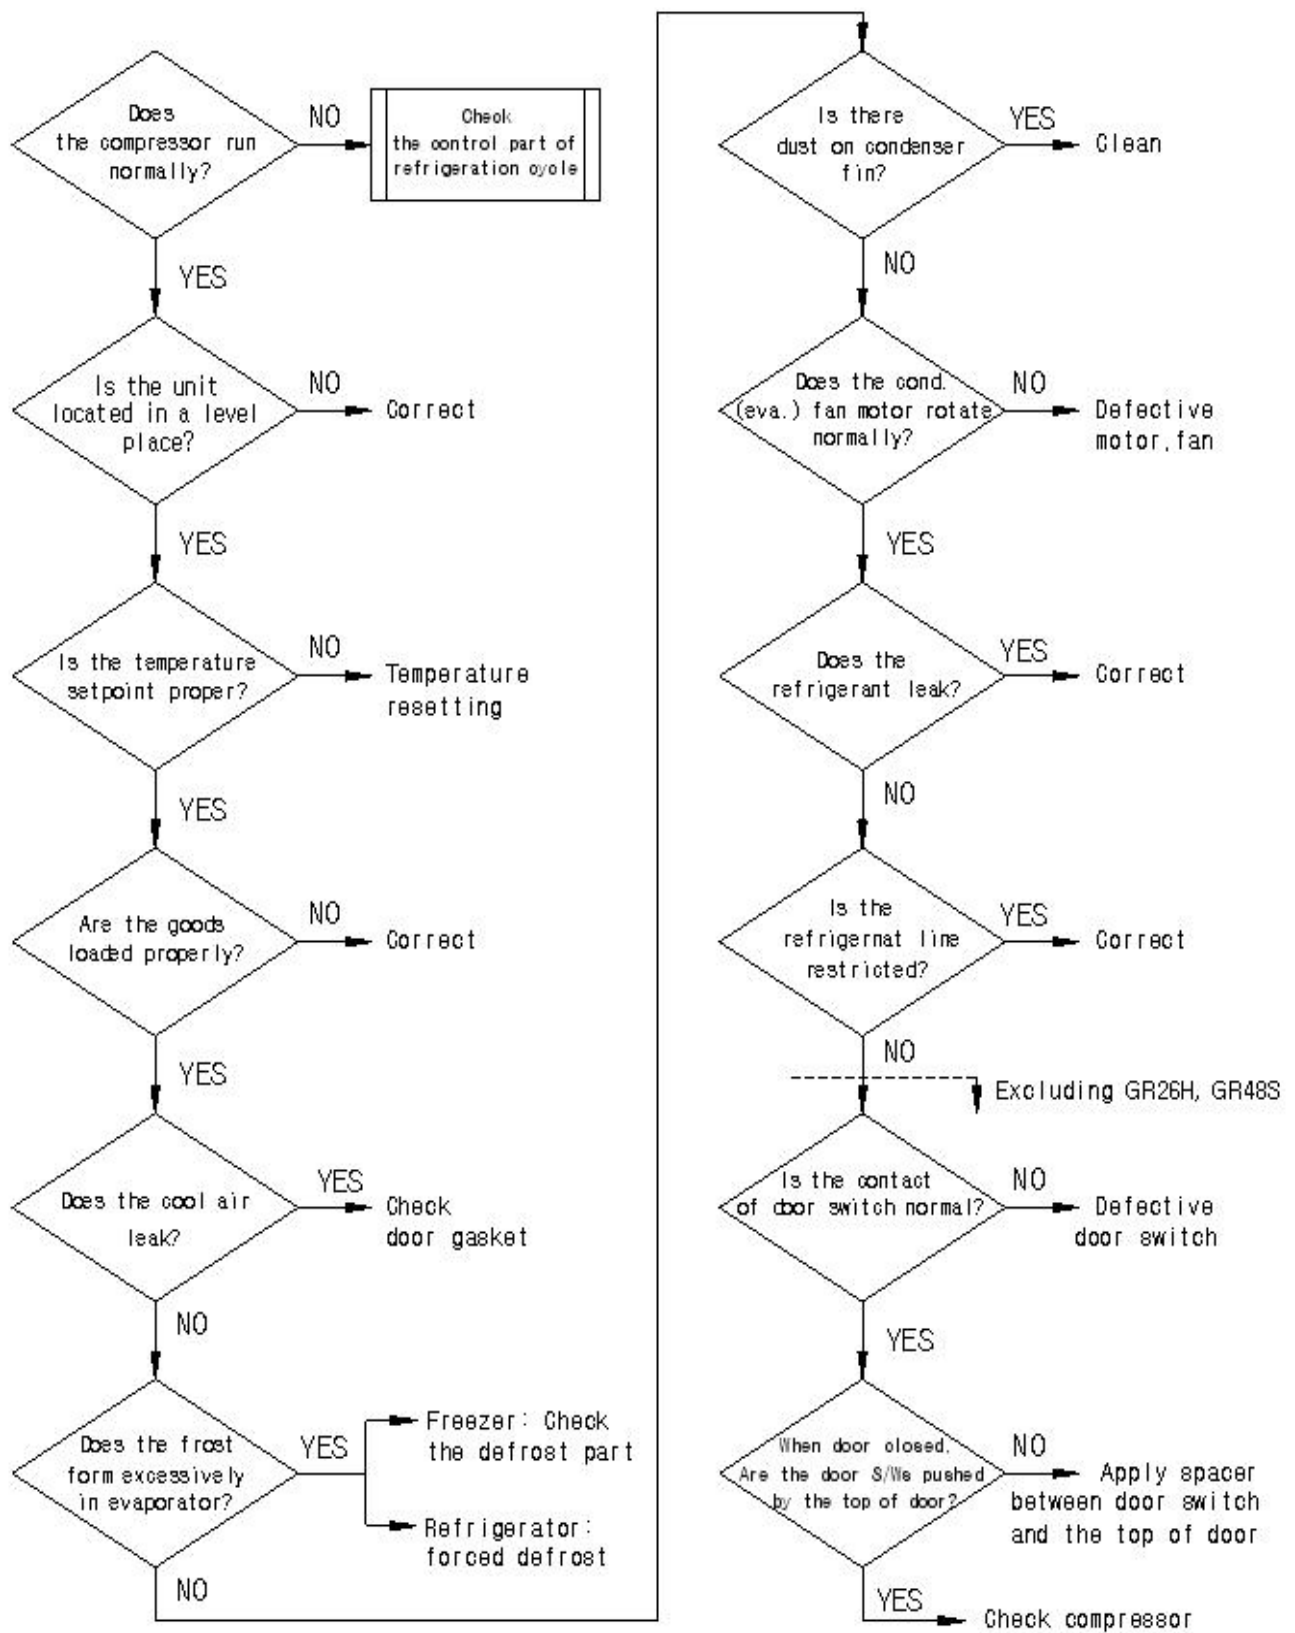 Does
the compressor run
normally?
NO
Check
the control part of
refrigeration cycle
YES
Is the unit
located in a level
place?
NO
Correct
YES
Is the temperature
setpoint proper?
NO
Temperature
resetting
YES
Are the goods
loaded properly?
NO
Correct
YES
Does the cool air
leak?
YES
Check
door gasket
NO
Does the frost
form excessively
in evaporator?
YES
Freezer: Check
the defrost part
Refrigerator:
forced defrost
NO
Is there
dust on condenser
fin?
YES
Clean
NO
Does the cond.
(eva.) fan motor rotate
normally?
NO
Defective
motor,fan
YES
Does the
refrigerant leak?
YES
Correct
NO
Is the
refrigernat line
restricted?
YES
Correct
NO
Excluding GR26H, GR48S
Is the contact
of door switch normal?
NO
Defective
door switch
YES
When door closed,
Are the door S/Ws pushed
by the top of door?
NO
Apply spacer
between door switch
and the top of door
YES
Check compressor